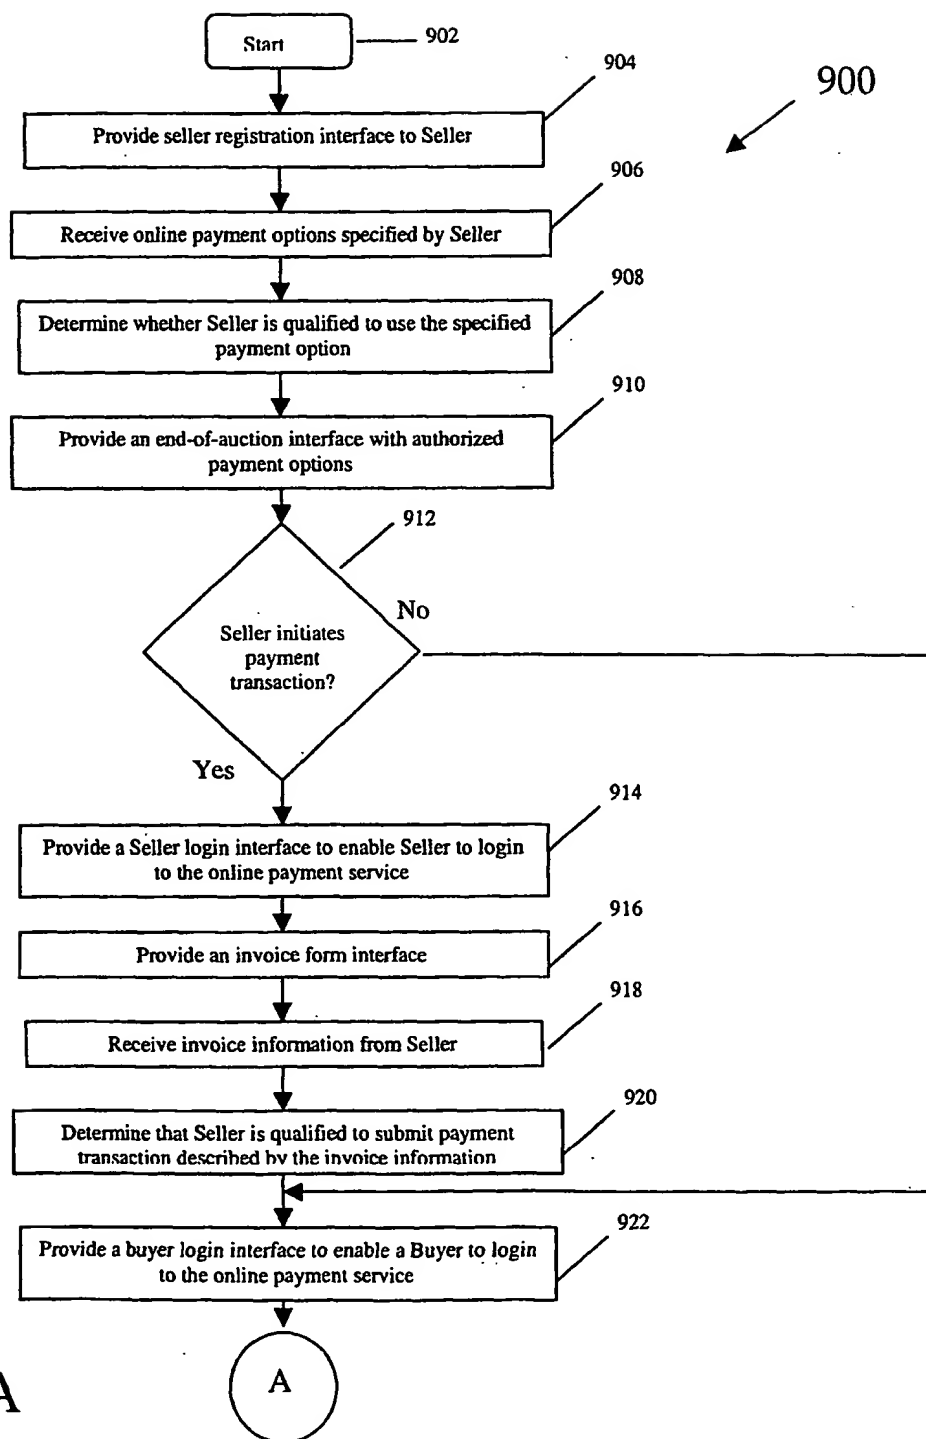 Start
902
904
900
Provide seller registration interface to Seller
906
Receive online payment options specified by Seller
908
Determine whether Seller is qualified to use the specified
payment option
910
Provide an end-of-auction interface with authorized
payment options
912
No
Seller initiates
payment
transaction?
Yes
914
Provide a Seller login interface to enable Seller to login
to the online payment service
916
Provide an invoice form interface
918
Receive invoice information from Seller
920
Determine that Seller is qualified to submit payment
transaction described by the invoice information
922
Provide a buyer login interface to enable a Buyer to login
to the online payment service
A
A